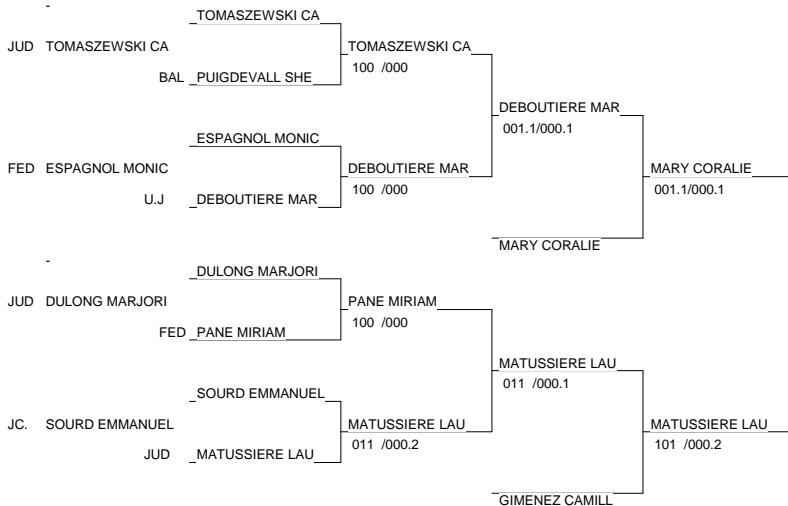 -
TOMASZEWSKI CA
JUD TOMASZEWSKI CA
TOMASZEWSKI CA
100 /000
BAL PUIGDEVALL SHE
DEBOUTIERE MAR
001.1/000.1
ESPAGNOL MONIC
FED ESPAGNOL MONIC
DEBOUTIERE MAR
100 /000
MARY CORALIE
001.1/000.1
U.J DEBOUTIERE MAR
MARY CORALIE
-
DULONG MARJORI
JUD DULONG MARJORI
PANE MIRIAM
100 /000
FED PANE MIRIAM
MATUSSIERE LAU
011 /000.1
SOURD EMMANUEL
JC. SOURD EMMANUEL
MATUSSIERE LAU
011 /000.2
MATUSSIERE LAU
101 /000.2
JUD MATUSSIERE LAU
GIMENEZ CAMILL